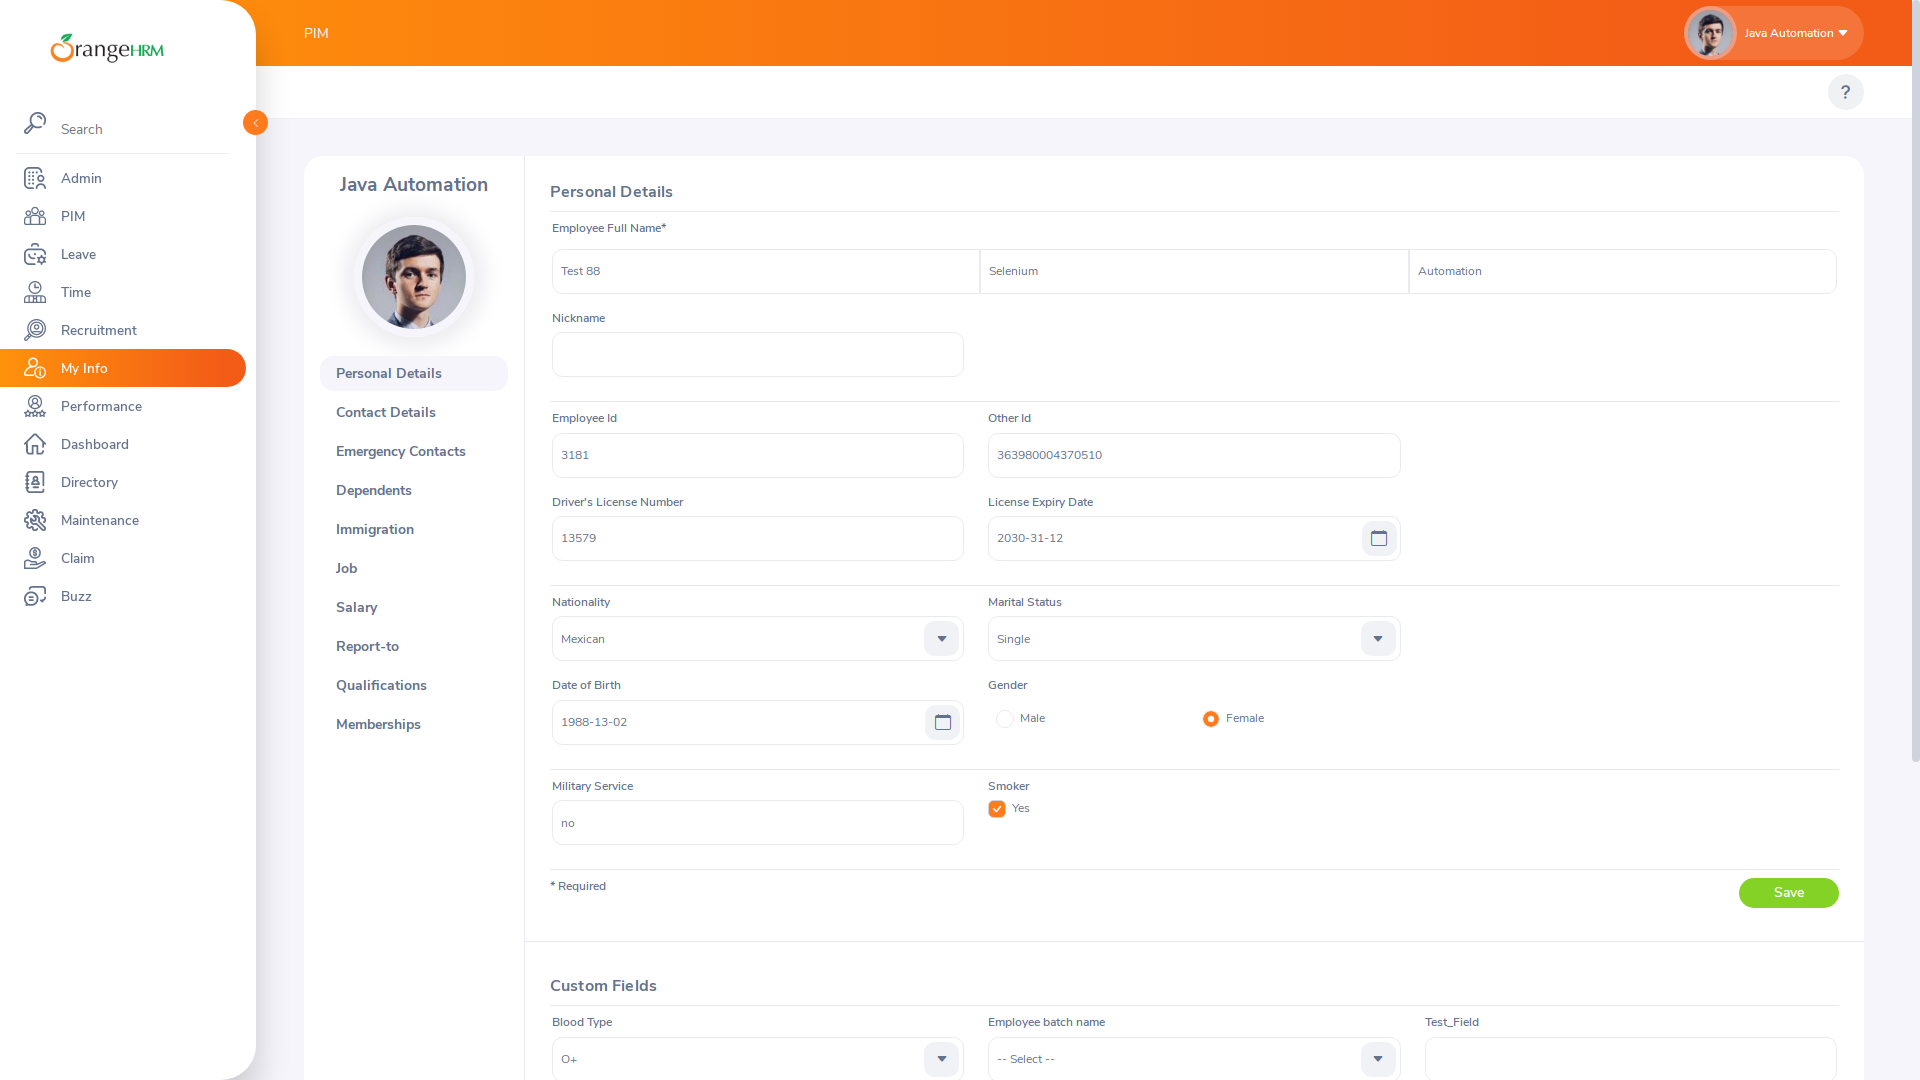 OrangeHRM
PIM
Java Automation
?
Search
Admin
PIM
Leave
Time
Recruitment
My Info
Performance
Dashboard
Directory
Maintenance
Claim
Buzz
Java Automation
Personal Details
Contact Details
Emergency Contacts
Dependents
Immigration
Job
Salary
Report-to
Qualifications
Memberships
Personal Details
Employee Full Name*
Test 88 Selenium Automation
Nickname
Employee Id Other Id
3181 363980004370510
Driver's License Number License Expiry Date
13579 2030-31-12
Nationality Marital Status
Mexican Single
Date of Birth Gender
1988-13-02 Male Female
Military Service Smoker
no Yes
* Required
Save
Custom Fields
Blood Type Employee batch name Test_Field
O+ -- Select --